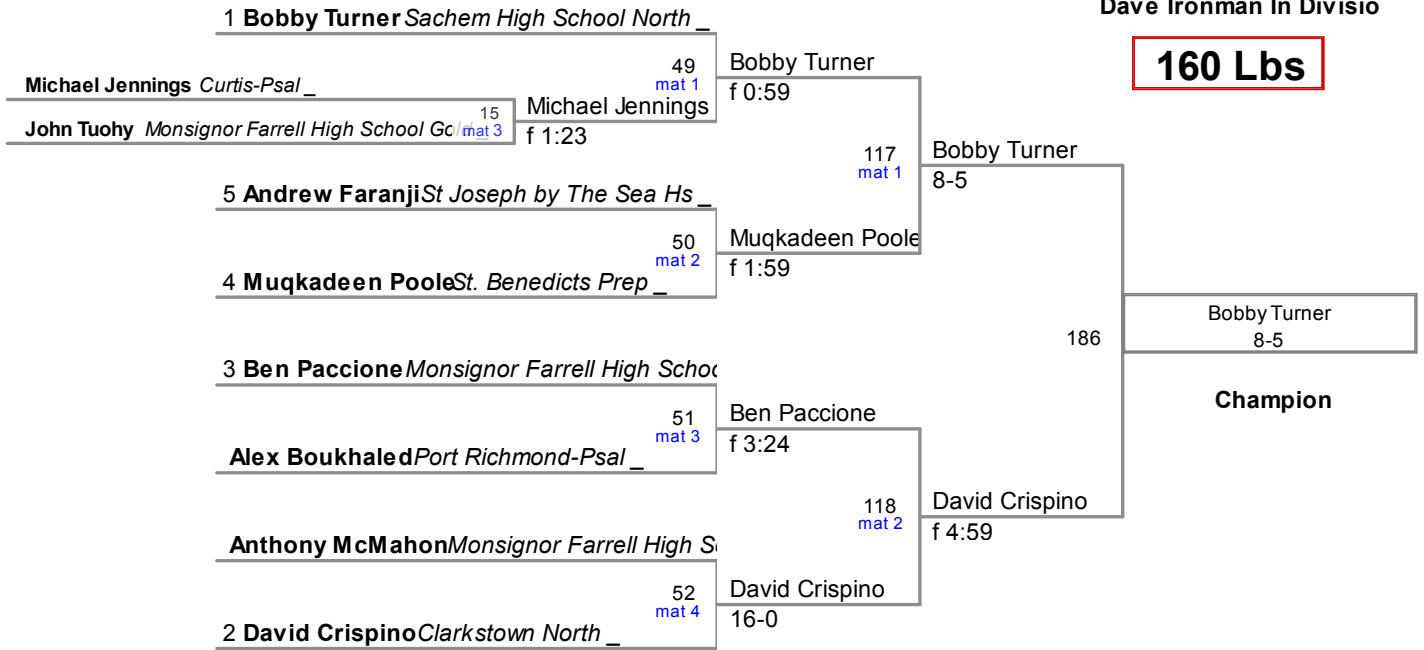 Dave Ironman In Divisio
160 Lbs
1 Bobby Turner Sachem High School North _
49
mat 1
Bobby Turner
f 0:59
Michael Jennings Curtis-Psal _
15
mat 3
Michael Jennings
f 1:23
John Tuohy Monsignor Farrell High School Gold _
117
mat 1
Bobby Turner
8-5
5 Andrew Faranji St Joseph by The Sea Hs _
50
mat 2
Muqkadeen Poole
f 1:59
4 Muqkadeen Poole St. Benedicts Prep _
186
Bobby Turner
8-5
Champion
3 Ben Paccione Monsignor Farrell High Schoo
51
mat 3
Ben Paccione
f 3:24
Alex Boukhaled Port Richmond-Psal _
118
mat 2
David Crispino
f 4:59
Anthony McMahon Monsignor Farrell High S
52
mat 4
David Crispino
16-0
2 David Crispino Clarkstown North _